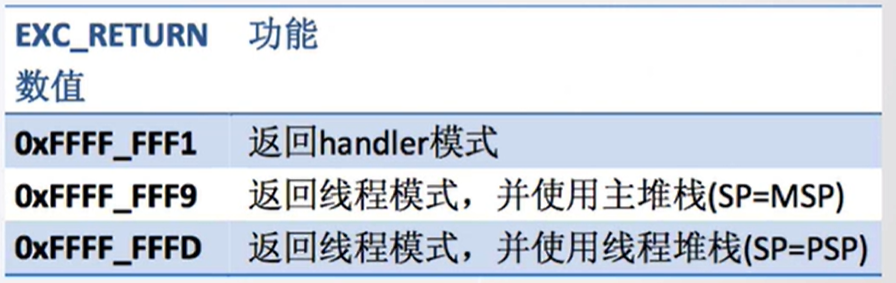 EXC_RETURN 功能
数值
0xFFFF_FFF1 返回handler模式
0xFFFF_FFF9 返回线程模式，并使用主堆栈(SP=MSP)
0xFFFF_FFFD 返回线程模式，并使用线程堆栈(SP=PSP)